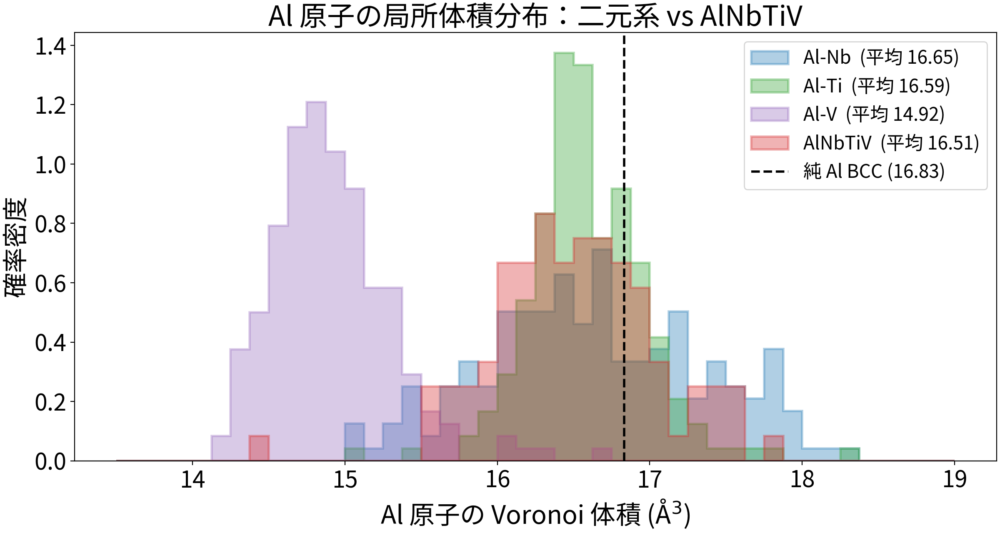 Al 原子の局所体積分布：二元系 vs AlNbTiV
確率密度
1.4
1.2
1.0
0.8
0.6
0.4
0.2
0.0
Al-Nb (平均 16.65)
Al-Ti (平均 16.59)
Al-V (平均 14.92)
AlNbTiV (平均 16.51)
純 Al BCC (16.83)
14 15 16 17 18 19
Al 原子の Voronoi 体積 (Å³)